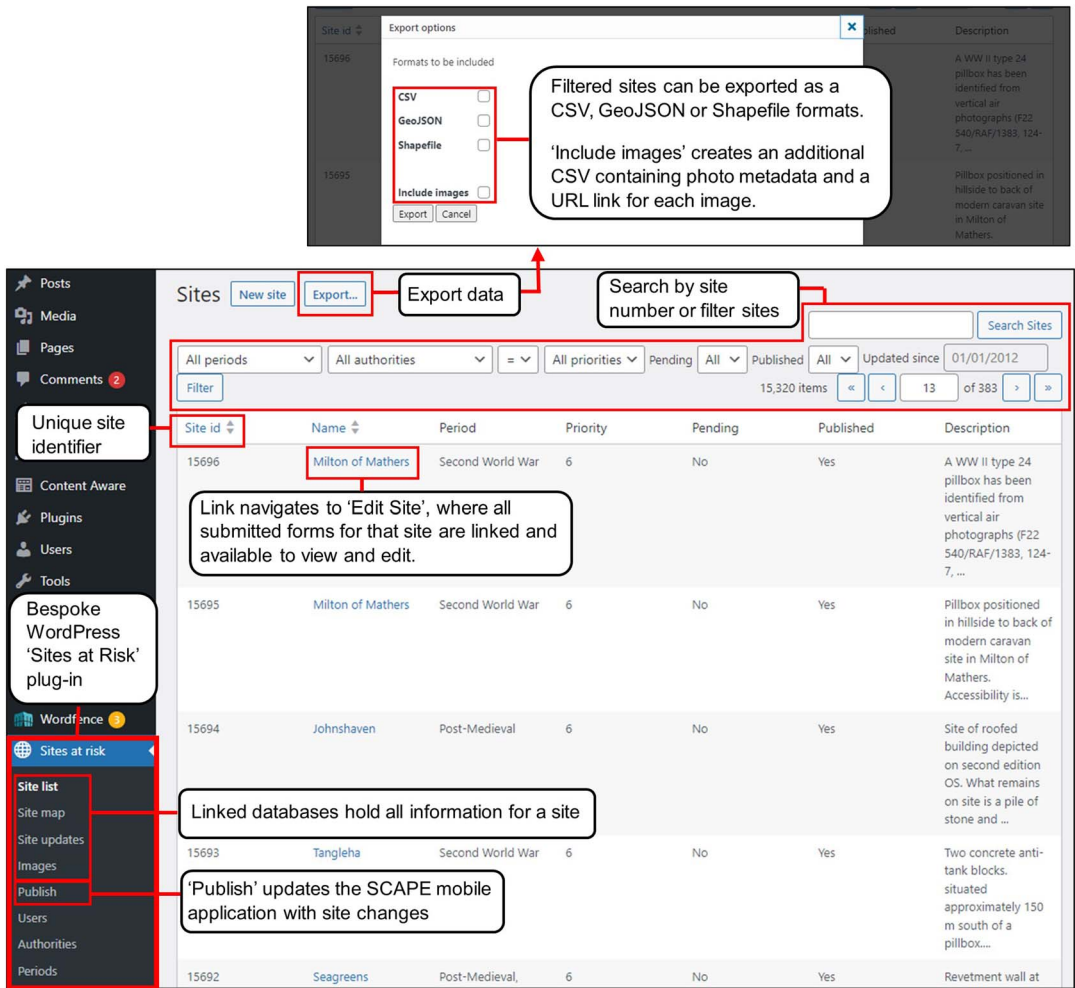 Site id
Export options
Published
Description
15696
Formats to be included
CSV
GeoJSON
Shapefile
Include images
Export Cancel
Filtered sites can be exported as a
CSV, GeoJSON or Shapefile formats.
‘Include images’ creates an additional
CSV containing photo metadata and a
URL link for each image.
A WW II type 24
pillbox has been
identified from
vertical air
photographs (F22
540/RAF/1383, 124-
7, ...
15695
Pillbox positioned in
hillside to back of
modern caravan site
in Milton of
Mathers.
Posts
Media
Pages
Comments 2
Unique site
identifier
Content Aware
Plugins
Users
Tools
Bespoke
WordPress
‘Sites at Risk’
plug-in
Wordfence 3
Sites at risk
Site list
Site map
Site updates
Images
Publish
Users
Authorities
Periods
Sites New site Export...
Export data
Search by site
number or filter sites
Search Sites
All periods All authorities = All priorities Pending All Published All Updated since 01/01/2012
Filter 15,320 items « ‹ 13 of 383 › »
Site id Name Period Priority Pending Published Description
15696 Milton of Mathers Second World War 6 No Yes A WW II type 24
pillbox has been
identified from
vertical air
photographs (F22
540/RAF/1383, 124-
7, ...
Link navigates to ‘Edit Site’, where all
submitted forms for that site are linked and
available to view and edit.
15695 Milton of Mathers Second World War 6 No Yes Pillbox positioned
in hillside to back of
modern caravan
site in Milton of
Mathers.
Accessibility is...
15694 Johnshaven Post-Medieval 6 No Yes Site of roofed
building depicted
on second edition
OS. What remains
on site is a pile of
stone and ...
Linked databases hold all information for a site
15693 Tangleha Second World War 6 No Yes Two concrete anti-
tank blocks.
situated
approximately 150
m south of a
pillbox....
‘Publish’ updates the SCAPE mobile
application with site changes
15692 Seagreens Post-Medieval, 6 No Yes Revetment wall at